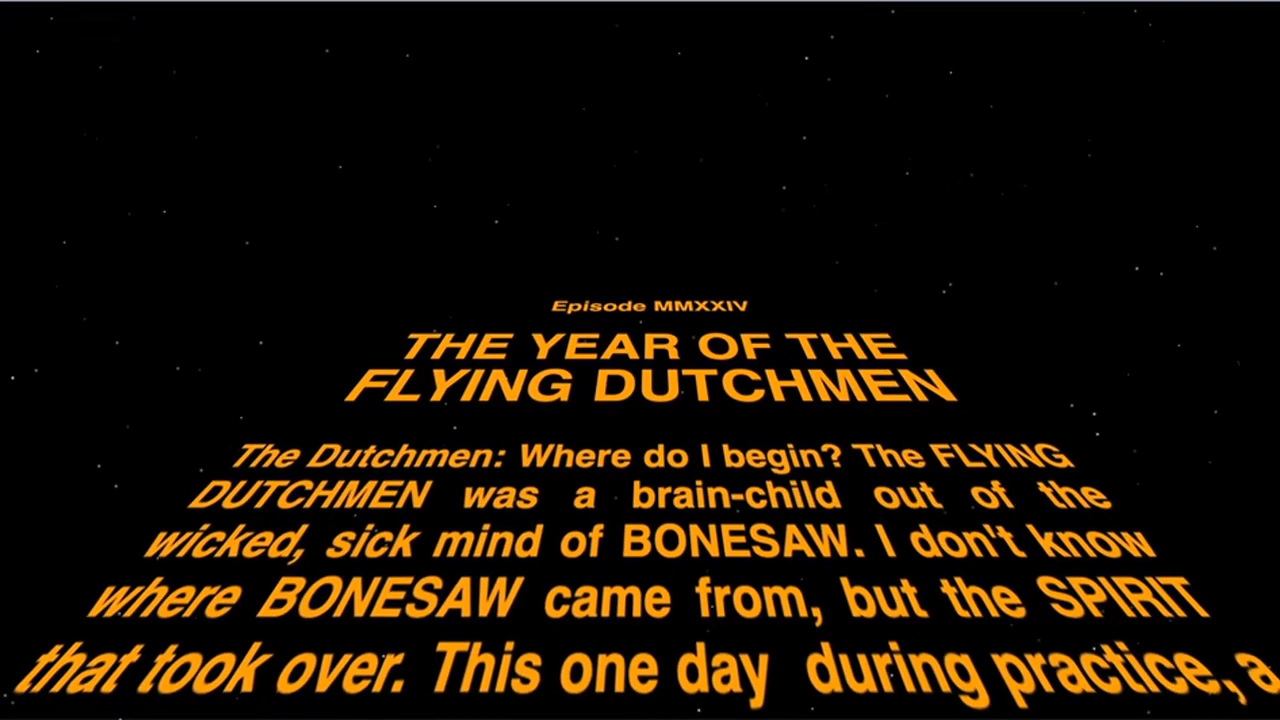 Episode MMXXIV
THE YEAR OF THE
FLYING DUTCHMEN
The Dutchmen: Where do I begin? The FLYING
DUTCHMEN was a brain-child out of the
wicked, sick mind of BONESAW. I don't know
where BONESAW came from, but the SPIRIT
that took over. This one day during practice, a